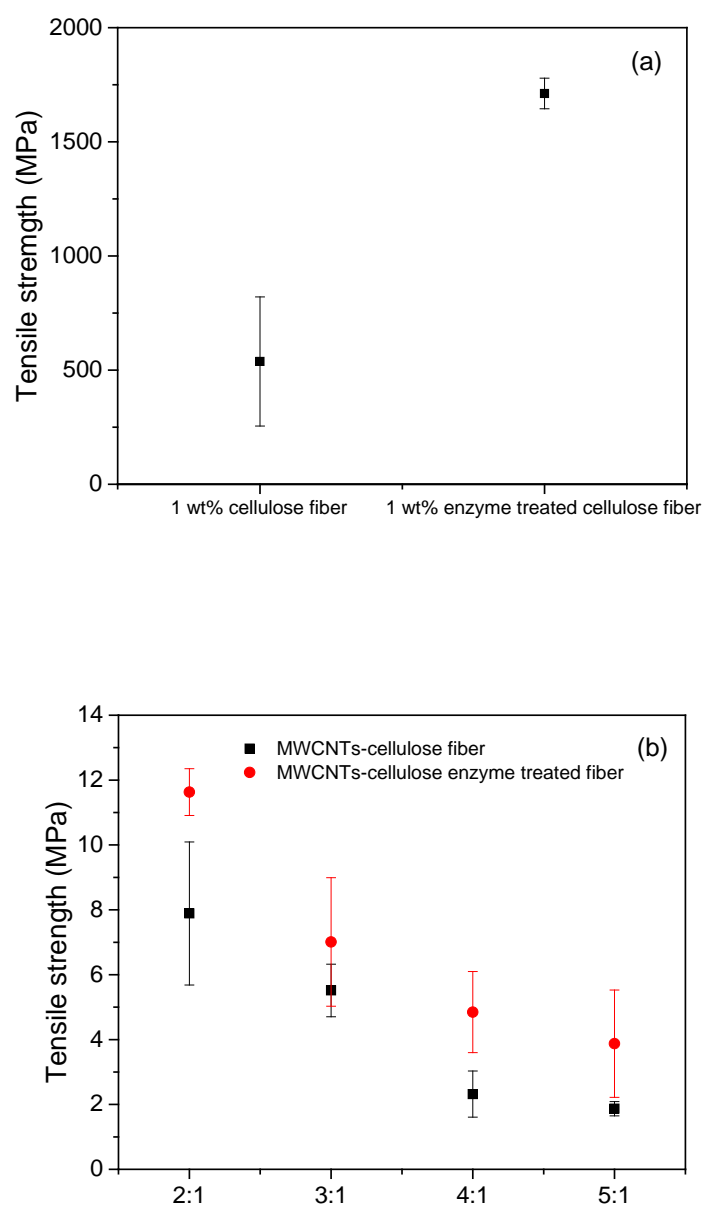 2000
(a)
1500
1000
500
0
Tensile stremgth (MPa)
1 wt% cellulose fiber
1 wt% enzyme treated cellulose fiber
14
MWCNTs-cellulose fiber
(b)
MWCNTs-cellulose enzyme treated fiber
12
10
8
6
4
2
0
Tensile strength (MPa)
2:1
3:1
4:1
5:1